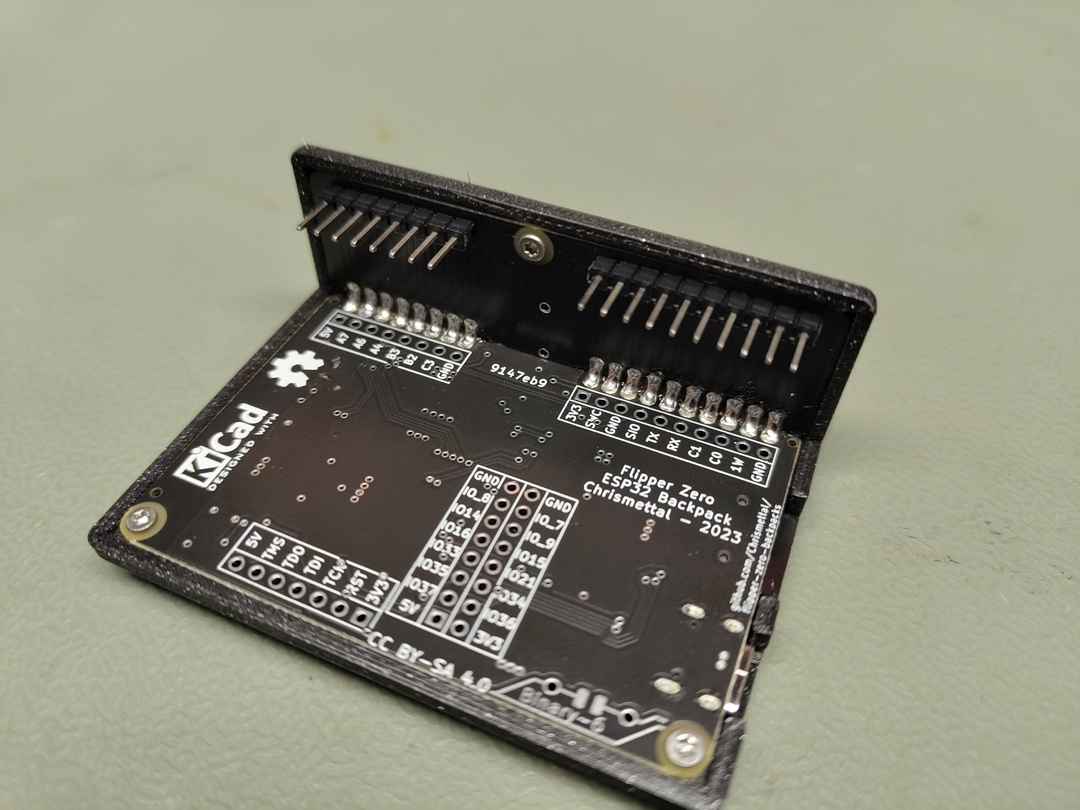 5V A7 A6 A4 B3 B2 C3 GND
9147eb9
3V3 SWC GND SIO TX RX C1 C0 1W GND
KiCad
DESIGNED WITH
Flipper Zero
ESP32 Backpack
Chrismettal - 2023
github.com/Chrismettal/
flipper-zero-backpacks
5V TMS TDO TDI TCK RST 3V3
GND GND
IO_8 IO_7
IO14 IO_9
IO16 IO15
IO33 IO21
IO35 IO34
IO37 IO36
5V 3V3
CC BY-SA 4.0
Binary-6